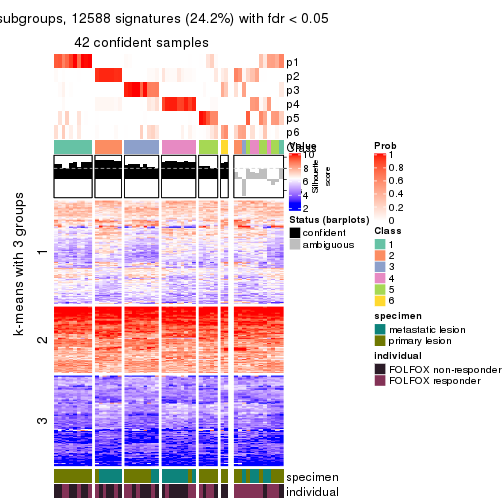 subgroups, 12588 signatures (24.2%) with fdr < 0.05
42 confident samples
p1
p2
p3
p4
p5
p6
Class
Value
10
8
6
4
2
Silhouette
score
Status (barplots)
confident
ambiguous
Prob
1
0.8
0.6
0.4
0.2
0
Class
1
2
3
4
5
6
specimen
metastatic lesion
primary lesion
individual
FOLFOX non-responder
FOLFOX responder
k-means with 3 groups
1
2
3
specimen
individual